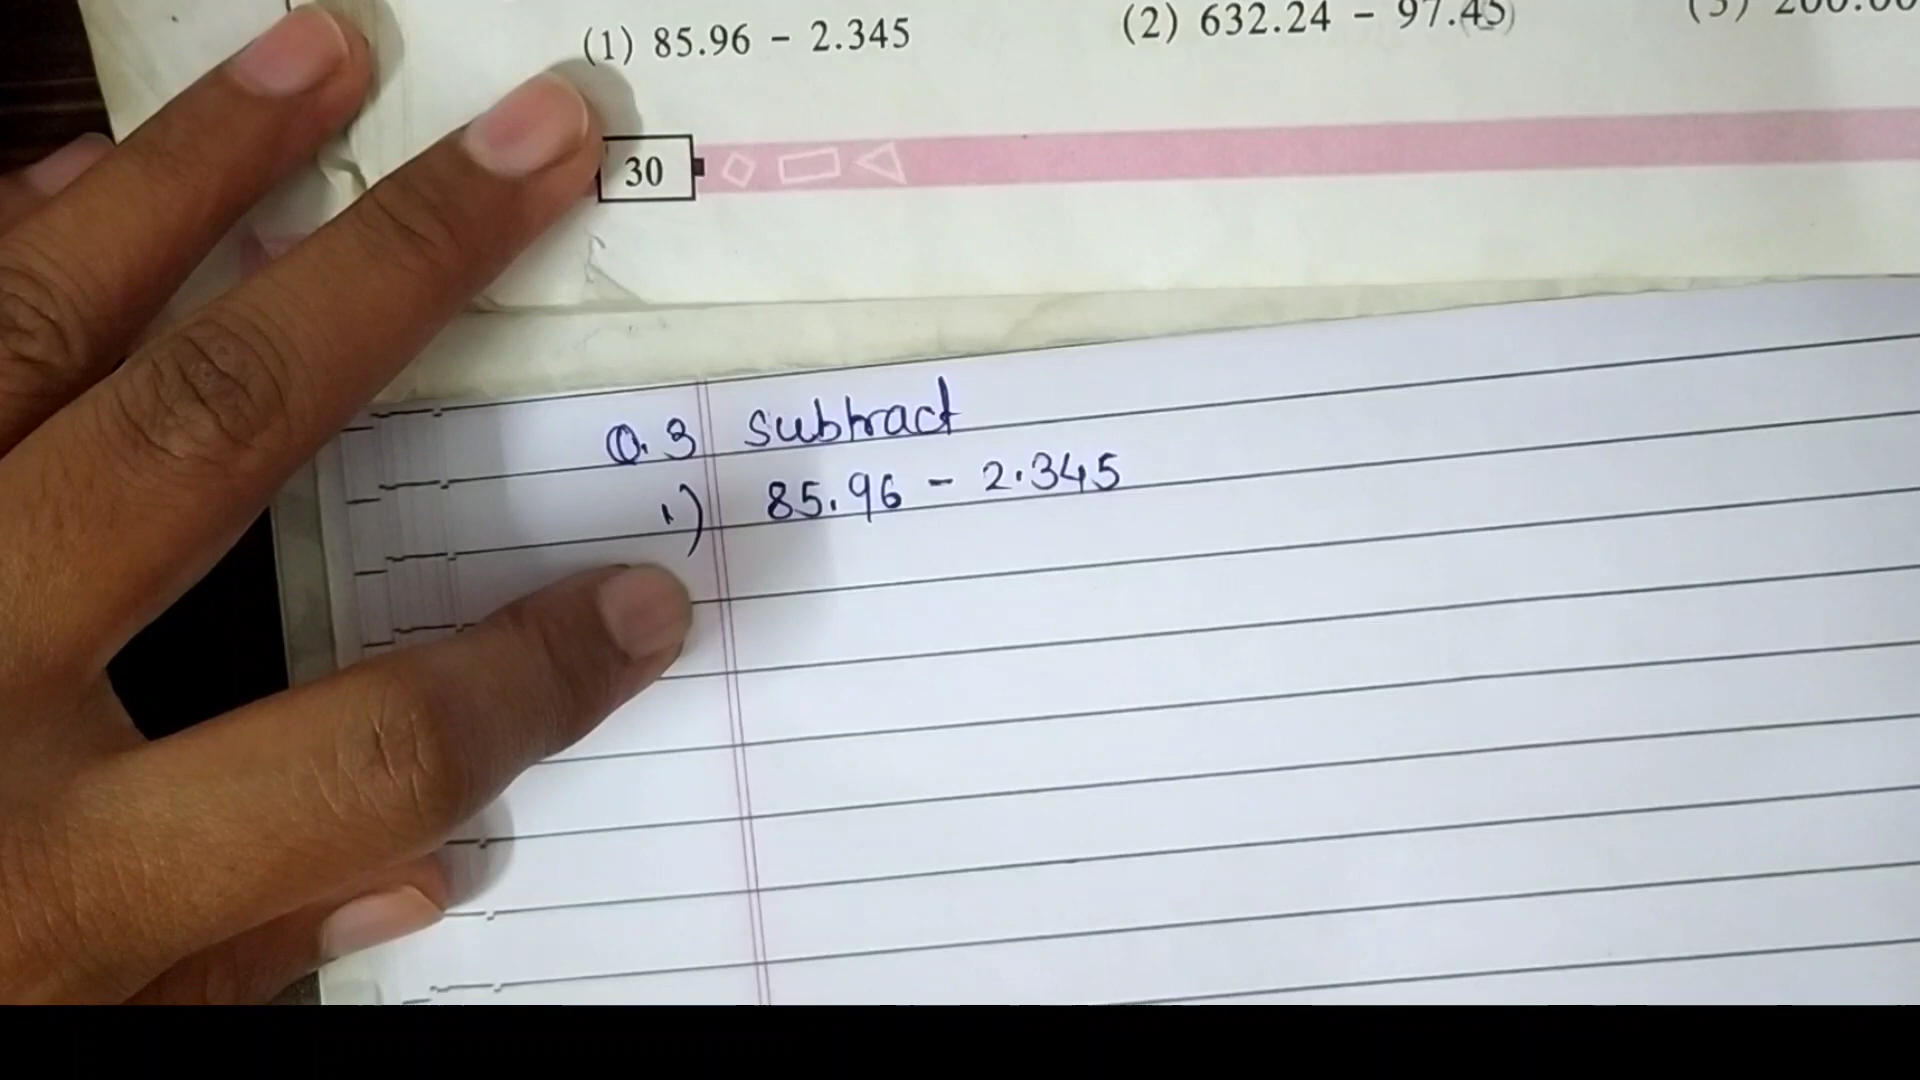 (1) 85.96 - 2.345 (2) 632.24 - 97.45
30
Q.3 subtract
1) 85.96 - 2.345